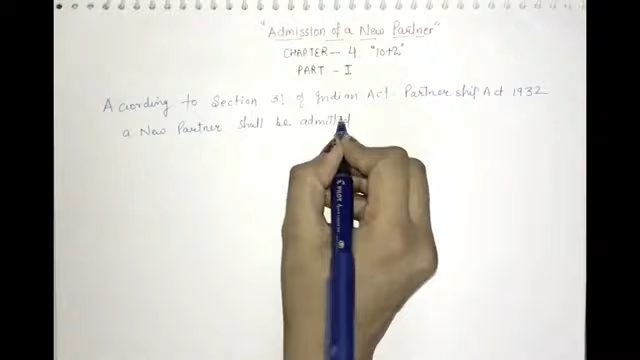 "Admission of a New Partner"
CHAPTER - 4 "10+2"
PART - I
According to Section 31 of Indian Act. Partnership Act 1932
a New Partner shall be admitted
PILOT